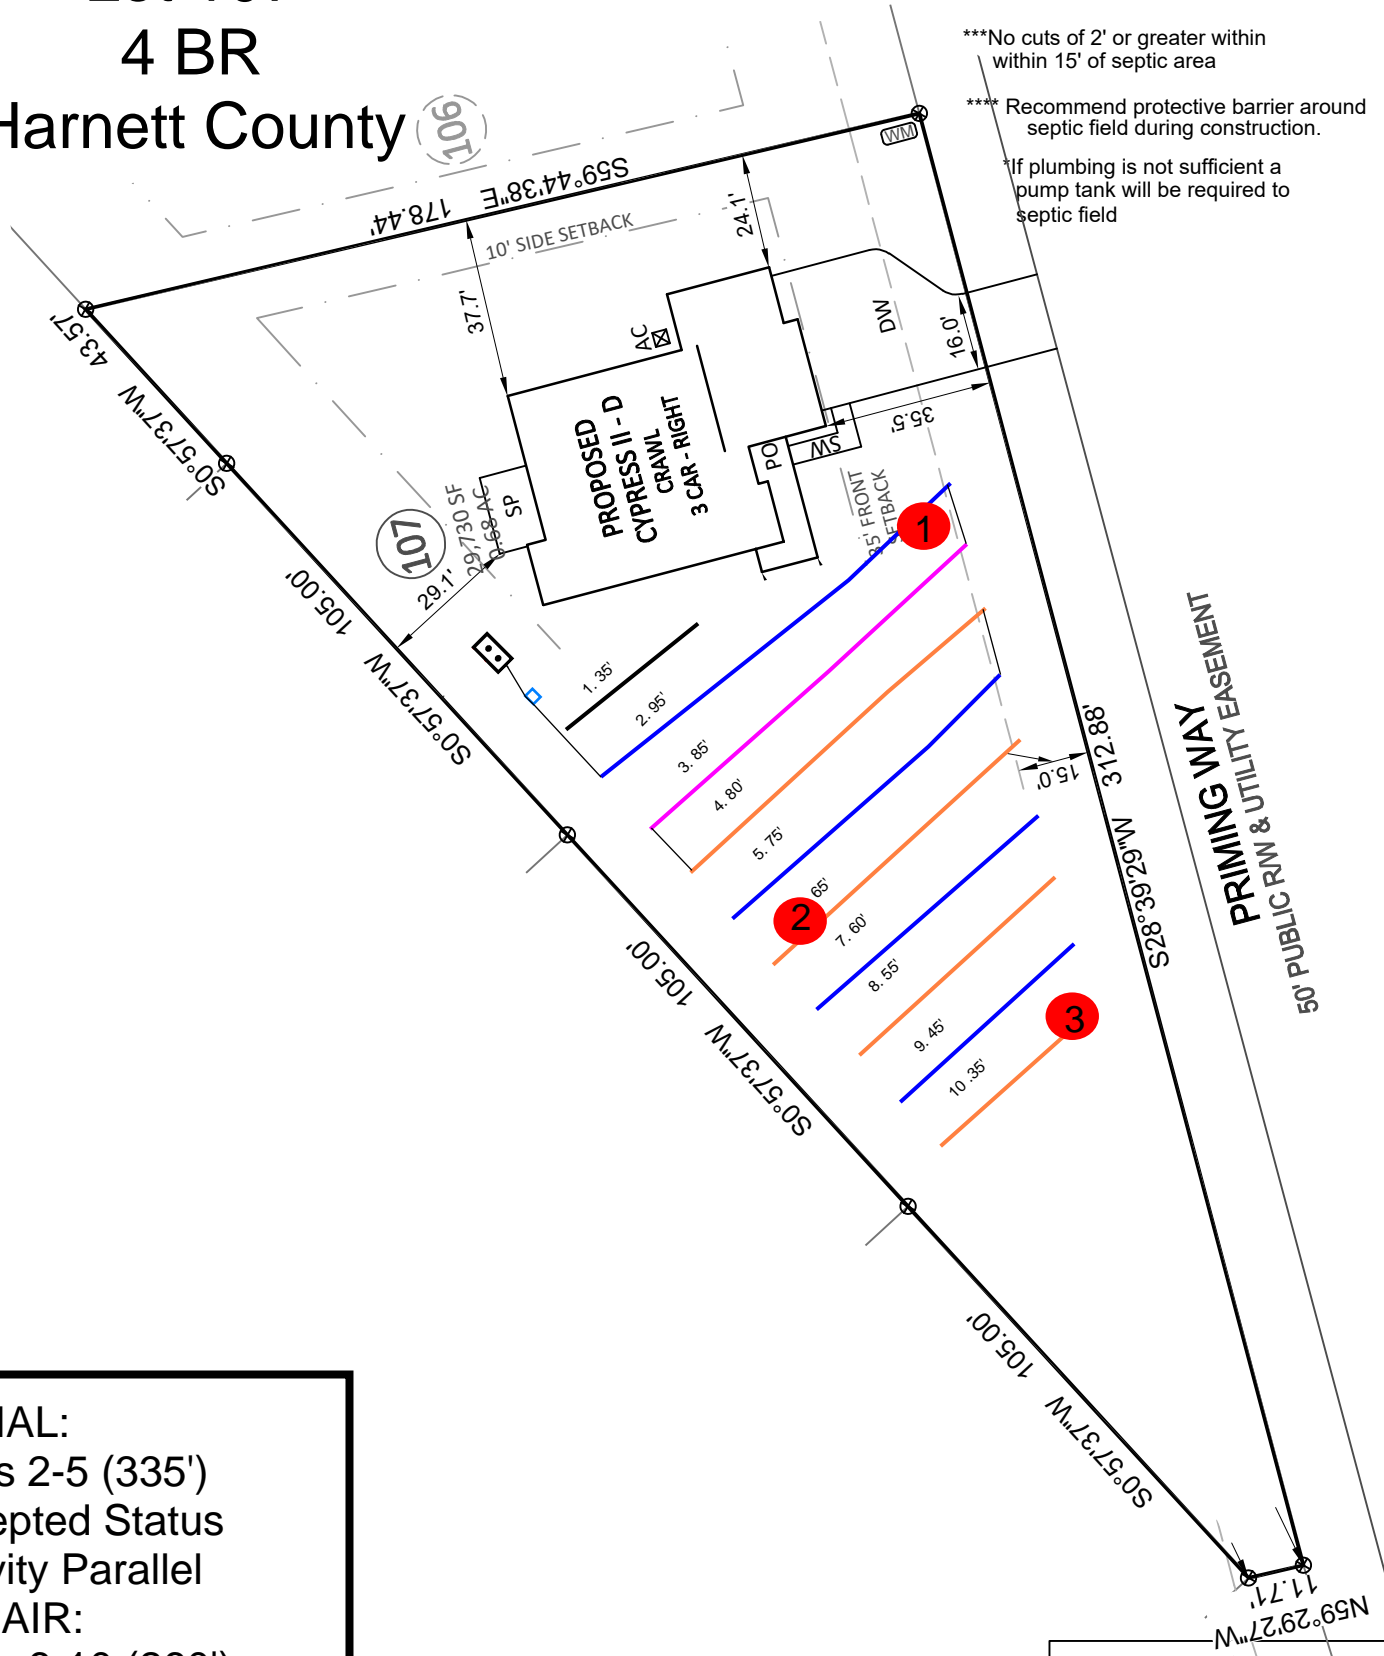 4 BR
Harnett County
106
***No cuts of 2' or greater within
within 15' of septic area
**** Recommend protective barrier around
septic field during construction.
*If plumbing is not sufficient a
pump tank will be required to
septic field
WM
S59°44'38"E 178.44'
10' SIDE SETBACK
24.1'
37.7'
43.57'
S0°57'37"W
AC
DW
16.0'
35.5'
PROPOSED
CYPRESS II - D
CRAWL
3 CAR - RIGHT
PO
SW
SP
107
29,730 SF
0.68 AC
29.1'
35' FRONT
SETBACK
1
105.00'
S0°57'37"W
1. 35'
2. 95'
3. 85'
4. 80'
5. 75'
65'
2
7. 60'
8. 55'
9. 45'
10 .35'
3
15.0'
S28°39'29"W 312.88'
PRIMING WAY
50' PUBLIC R/W & UTILITY EASEMENT
105.00'
S0°57'37"W
105.00'
S0°57'37"W
11.71'
N59°29'27"W
IAL:
s 2-5 (335')
epted Status
vity Parallel
AIR: